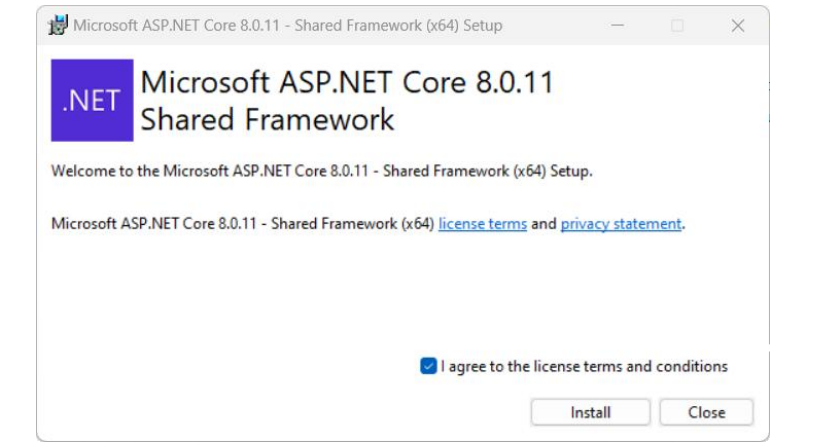 Microsoft ASP.NET Core 8.0.11 - Shared Framework (x64) Setup
.NET
Microsoft ASP.NET Core 8.0.11
Shared Framework
Welcome to the Microsoft ASP.NET Core 8.0.11 - Shared Framework (x64) Setup.
Microsoft ASP.NET Core 8.0.11 - Shared Framework (x64) license terms and privacy statement.
I agree to the license terms and conditions
Install
Close